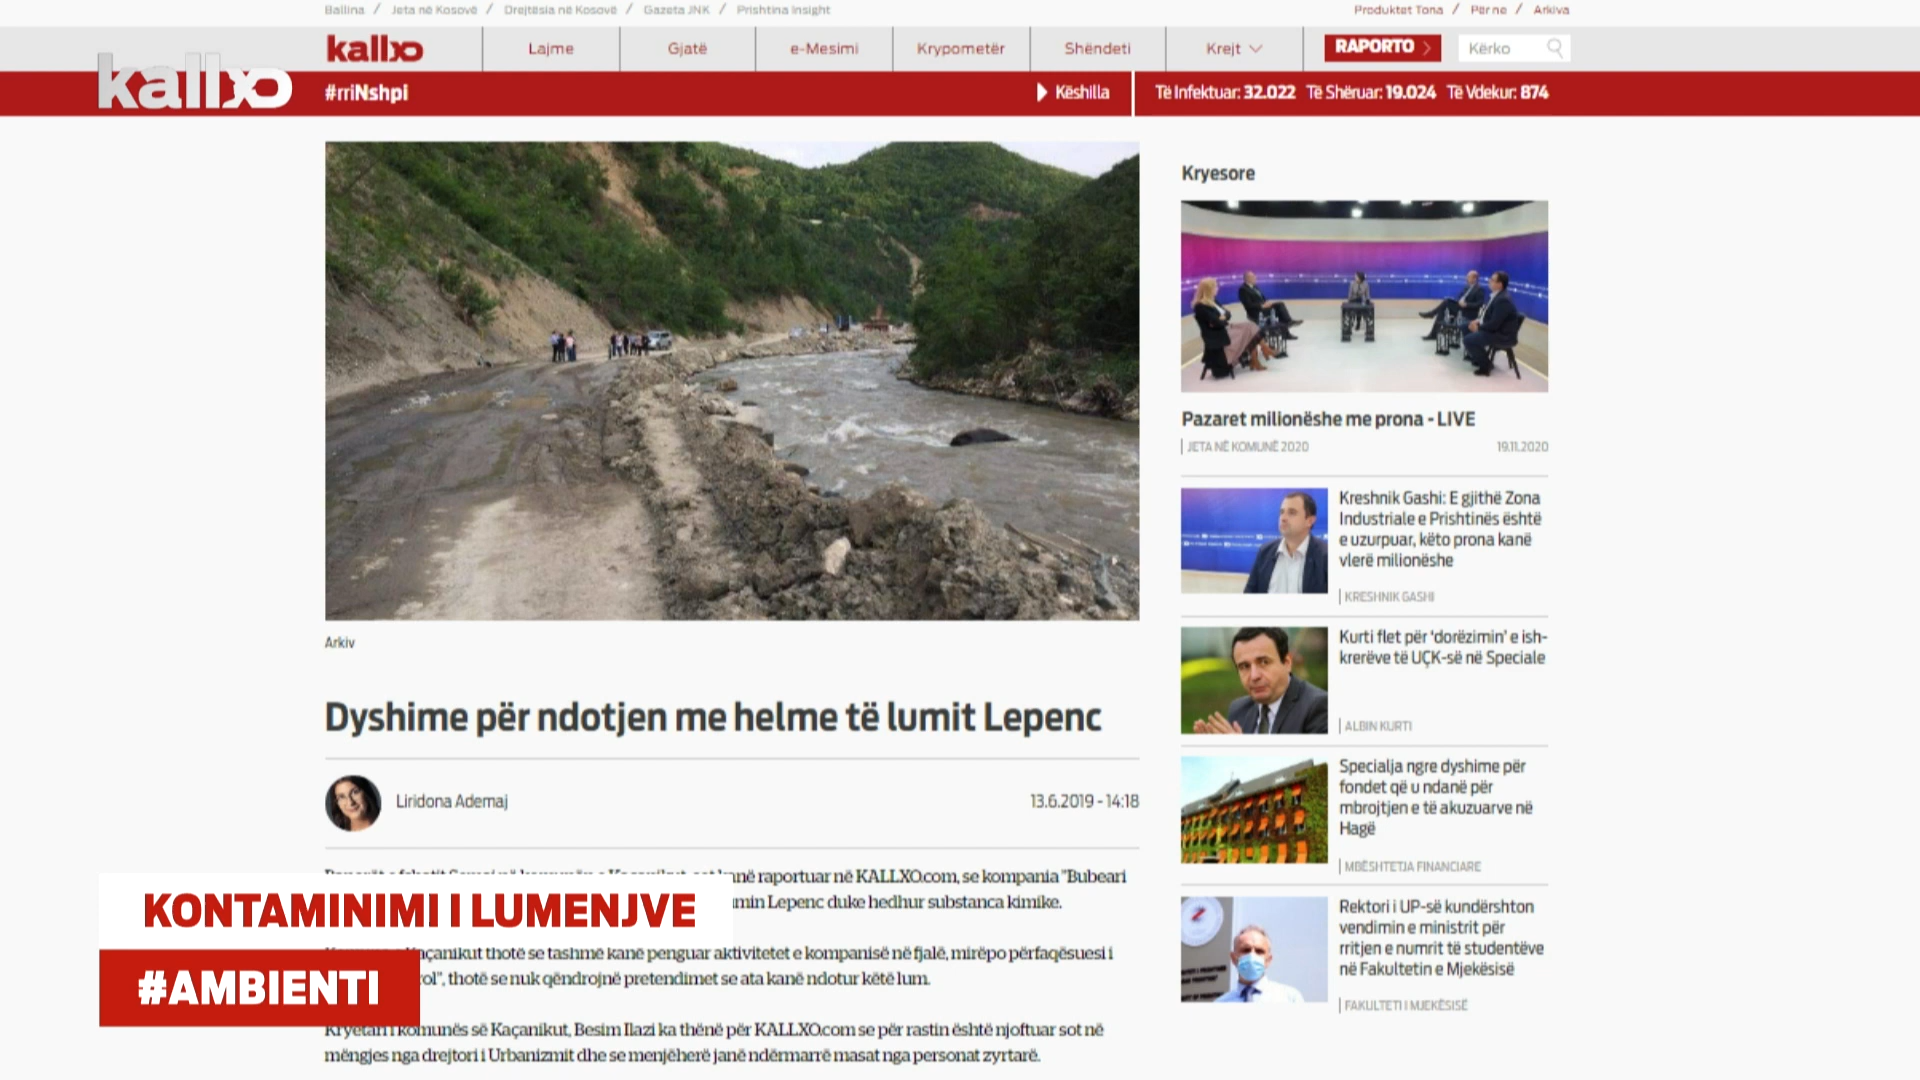 Ballina / Jeta në Kosovë / Drejtësia në Kosovë / Gazeta JNK / Prishtina Insight
Produktet Tona / Për ne / Arkiva
kallxo
Lajme
Gjatë
e-Mesimi
Krypometër
Shëndeti
Krejt
RAPORTO
Kërko
kallxo
#rriNshpi
Këshilla
Të Infektuar: 32.022 Të Shëruar: 19.024 Të Vdekur: 874
Arkiv
Dyshime për ndotjen me helme të lumit Lepenc
Liridona Ademaj
13.6.2019 - 14:18
kanë raportuar në KALLXO.com, se kompania "Bubeari
Lepenc duke hedhur substanca kimike.
thotë se tashmë kanë penguar aktivitetet e kompanisë në fjalë, mirëpo përfaqësuesi i
thotë se nuk qëndrojnë pretendimet se ata kanë ndotur këtë lum.
Kryetari i komunës së Kaçanikut, Besim Ilazi ka thënë për KALLXO.com se për rastin është njoftuar sot në
mëngjes nga drejtori i Urbanizmit dhe se menjëherë janë ndërmarrë masat nga personat zyrtarë.
KONTAMINIMI I LUMENJVE
#AMBIENTI
Kryesore
Pazaret milionëshe me prona - LIVE
JETA NË KOMUNË 2020
19.11.2020
Kreshnik Gashi: E gjithë Zona
Industriale e Prishtinës është
e uzurpuar, këto prona kanë
vlerë milionëshe
KRESHNIK GASHI
Kurti flet për 'dorëzimin' e ish-
krerëve të UÇK-së në Speciale
ALBIN KURTI
Specialja ngre dyshime për
fondet që u ndanë për
mbrojtjen e të akuzuarve në
Hagë
MBËSHTETJA FINANCIARE
Rektori i UP-së kundërshton
vendimin e ministrit për
rritjen e numrit të studentëve
në Fakultetin e Mjekësisë
FAKULTETI I MJEKËSISË